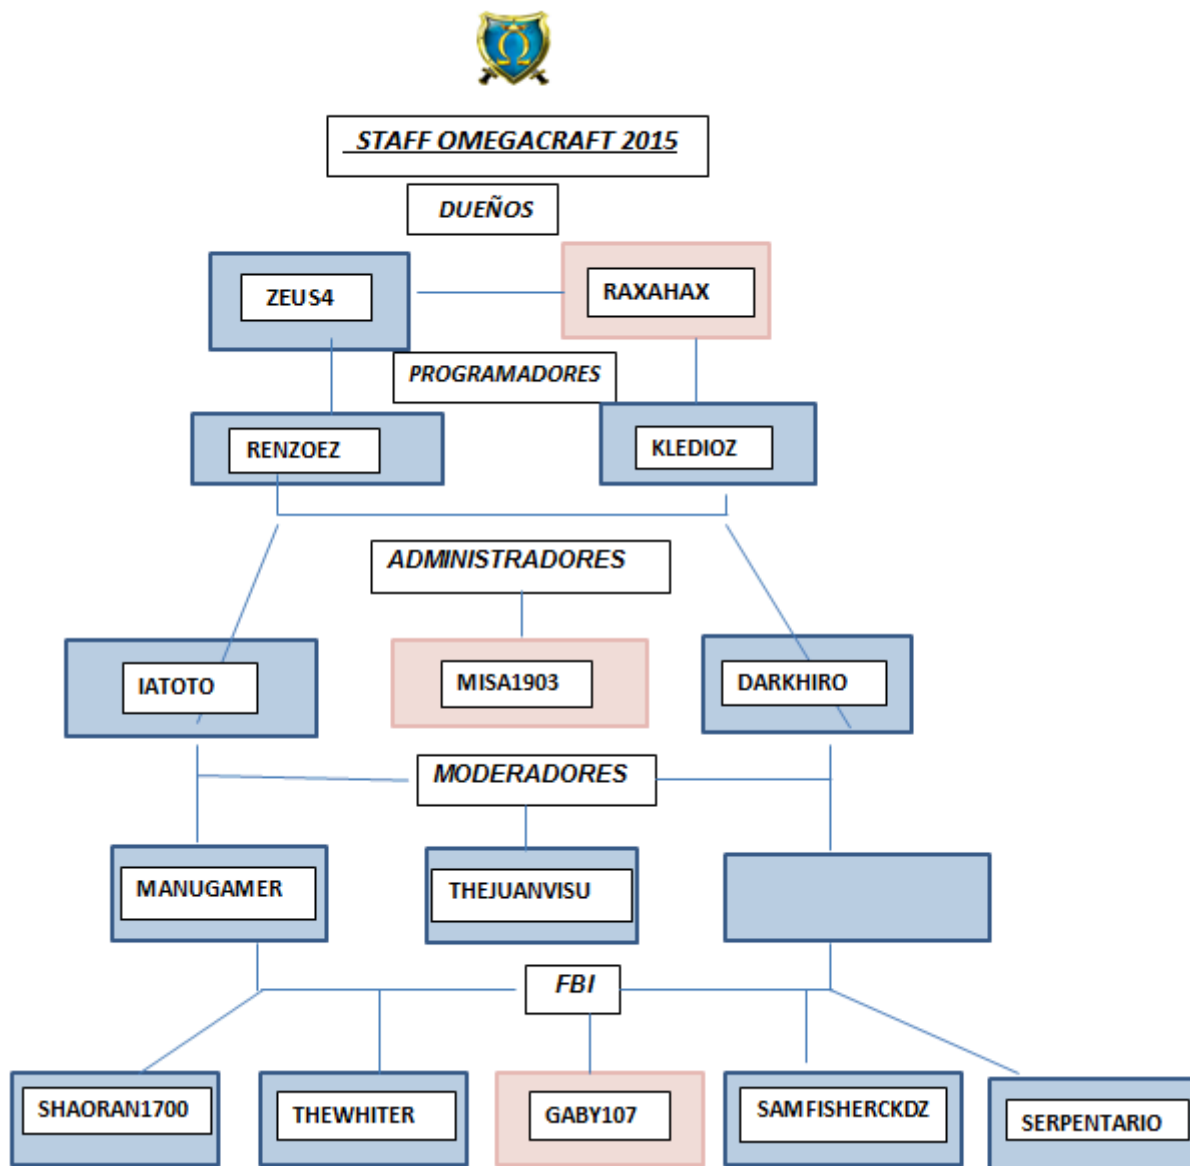 STAFF OMEGACRAFT 2015
DUEÑOS
ZEUS4
RAXAHAX
PROGRAMADORES
RENZOEZ
KLEDIOZ
ADMINISTRADORES
IATOTO
MISA1903
DARKHIRO
MODERADORES
MANUGAMER
THEJUANVISU
FBI
SHAORAN1700
THEWHITER
GABY107
SAMFISHERCKDZ
SERPENTARIO